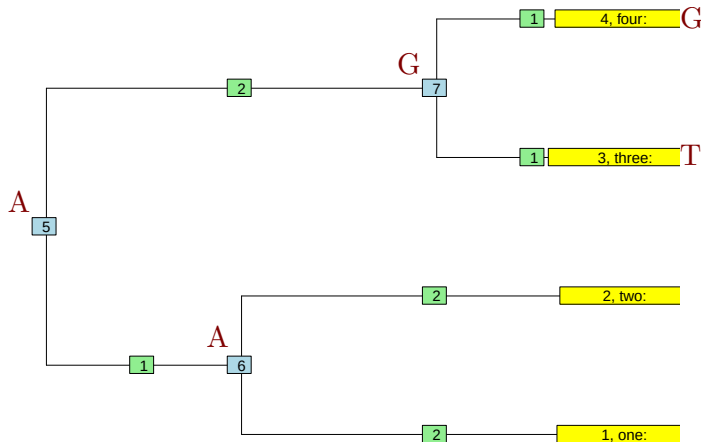 1 4, four: G
G
2 7
1 3, three: T
A
5
2 2, two:
A
1 6
2 1, one: